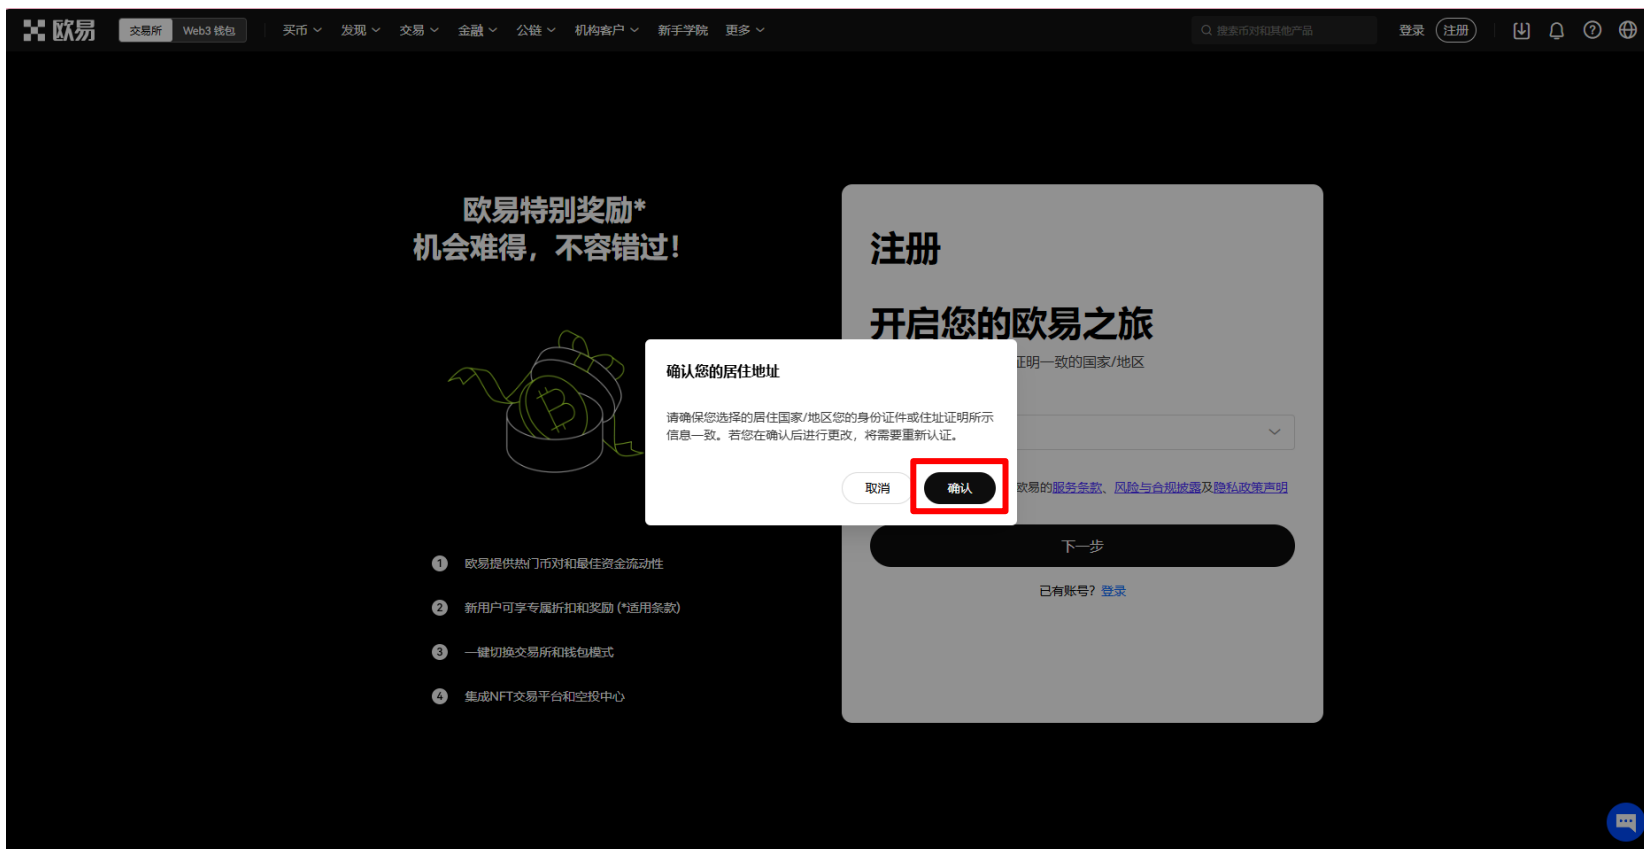 欧易 交易所 Web3 钱包 买币 发现 交易 金融 公链 机构客户 新手学院 更多 搜索币对和其他产品 登录 注册
欧易特别奖励*
机会难得，不容错过！
1 欧易提供热门币对和最佳资金流动性
2 新用户可享专属折扣和奖励 (*适用条款)
3 一键切换交易所和钱包模式
4 集成NFT交易平台和空投中心
注册
开启您的欧易之旅
证明一致的国家/地区
欧易的服务条款、风险与合规披露及隐私政策声明
下一步
已有账号？登录
确认您的居住地址
请确保您选择的居住国家/地区您的身份证件或住址证明所示
信息一致。若您在确认后进行更改，将需要重新认证。
取消 确认